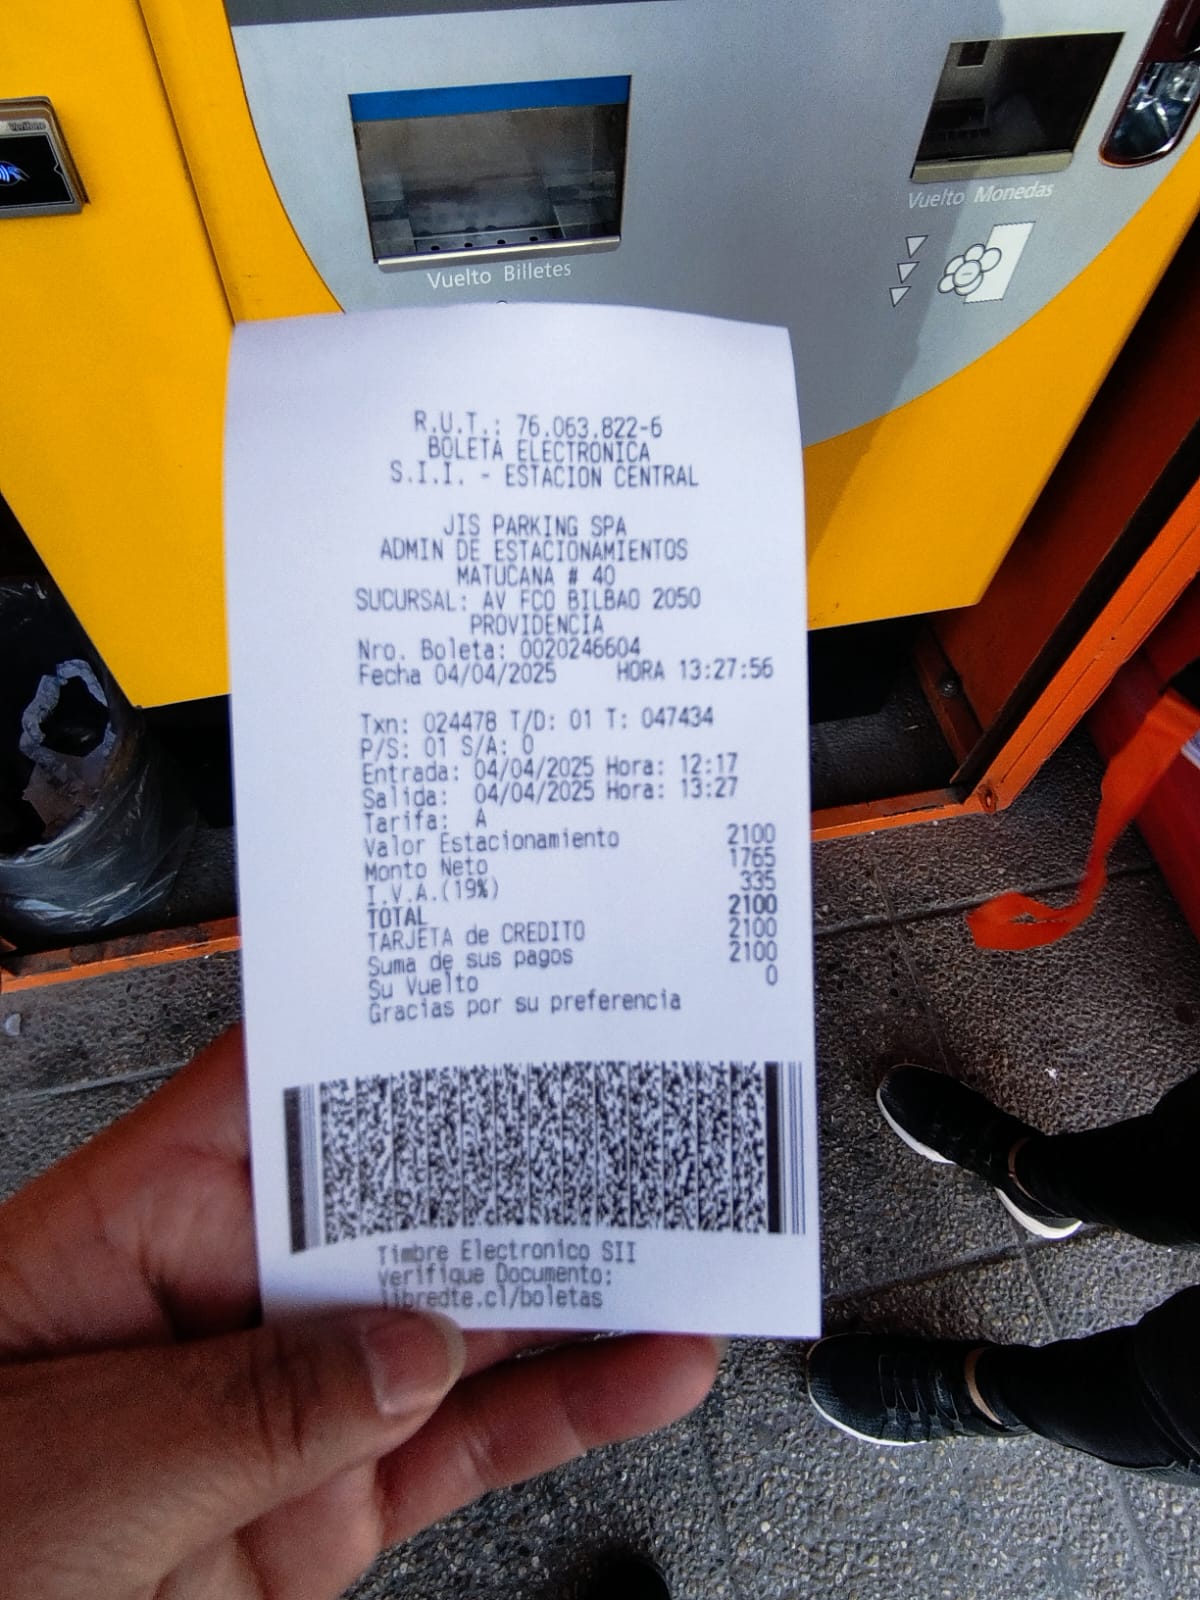 Verifone
Vuelto Billetes
Vuelto Monedas
R.U.T.: 76.063.822-6
BOLETA ELECTRONICA
S.I.I. - ESTACION CENTRAL
JIS PARKING SPA
ADMIN DE ESTACIONAMIENTOS
MATUCANA # 40
SUCURSAL: AV FCO BILBAO 2050
PROVIDENCIA
Nro. Boleta: 0020246604
Fecha 04/04/2025 HORA 13:27:56
Txn: 024478 T/D: 01 T: 047434
P/S: 01 S/A: 0
Entrada: 04/04/2025 Hora: 12:17
Salida: 04/04/2025 Hora: 13:27
Tarifa: A
Valor Estacionamiento 2100
Monto Neto 1765
I.V.A.(19%) 335
TOTAL 2100
TARJETA de CREDITO 2100
Suma de sus pagos 2100
Su Vuelto 0
Gracias por su preferencia
Timbre Electronico SII
Verifique Documento:
libredte.cl/boletas